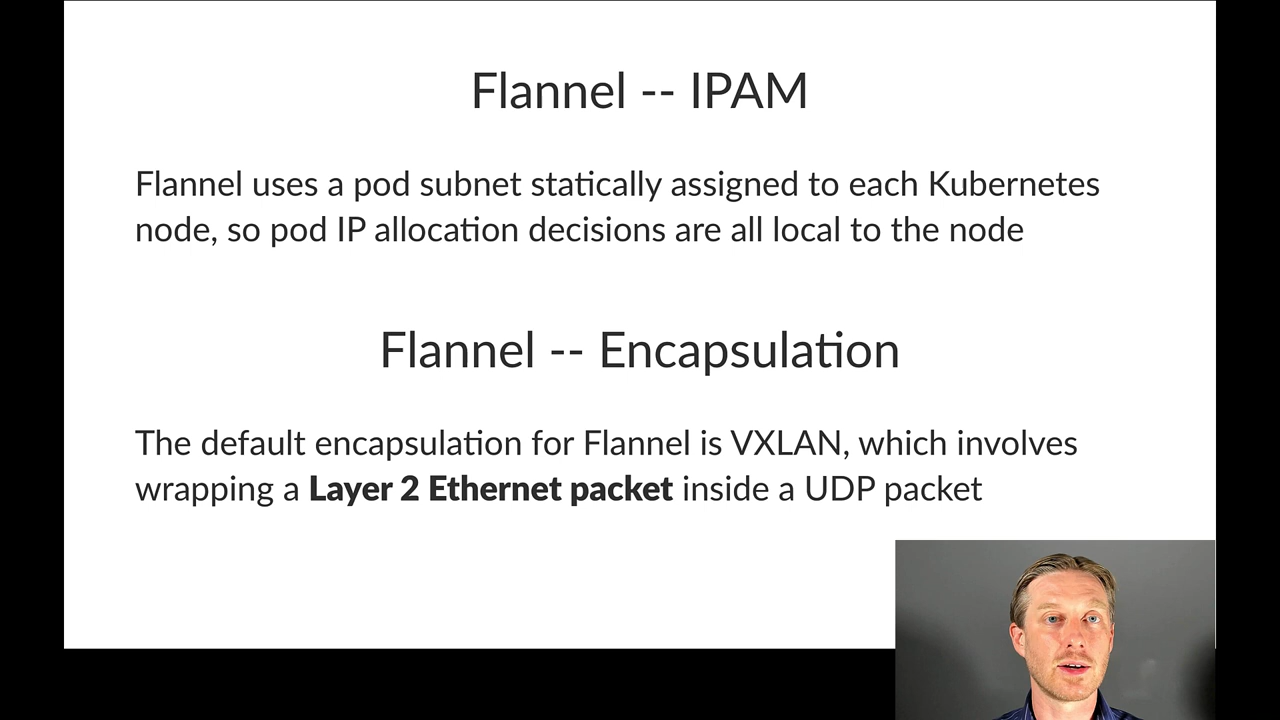 Flannel -- IPAM
Flannel uses a pod subnet statically assigned to each Kubernetes
node, so pod IP allocation decisions are all local to the node
Flannel -- Encapsulation
The default encapsulation for Flannel is VXLAN, which involves
wrapping a Layer 2 Ethernet packet inside a UDP packet